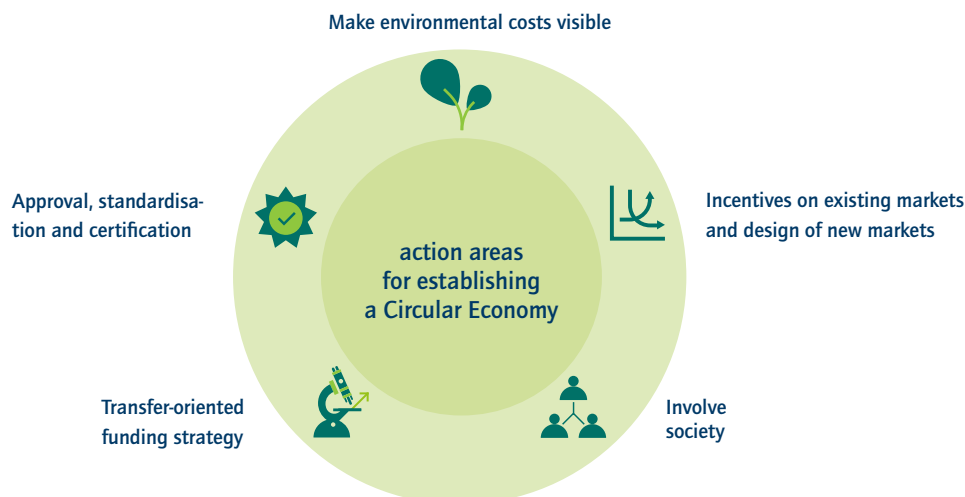 Make environmental costs visible
Approval, standardisa-
tion and certification
Incentives on existing markets
and design of new markets
action areas
for establishing
a Circular Economy
Transfer-oriented
funding strategy
Involve
society